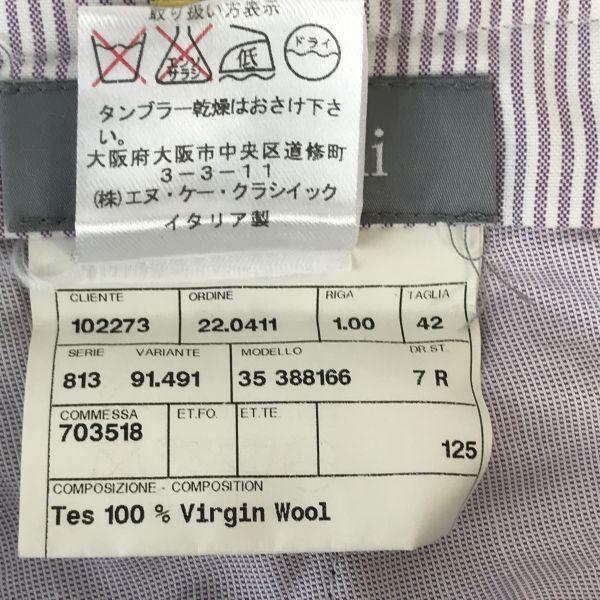 取り扱い方表示
エンソ
サラシ
低
ドライ
タンブラー乾燥はおさけ下さ
い。
大阪府大阪市中央区道修町
3-3-11
(株)エヌ・ケー・クラシイック
イタリア製
CLIENTE ORDINE RIGA TAGLIA
102273 22.0411 1.00 42
SERIE VARIANTE MODELLO DR.ST.
813 91.491 35 388166 7 R
COMMESSA ET.FO. ET.TE.
703518
125
COMPOSIZIONE - COMPOSITION
Tes 100 % Virgin Wool